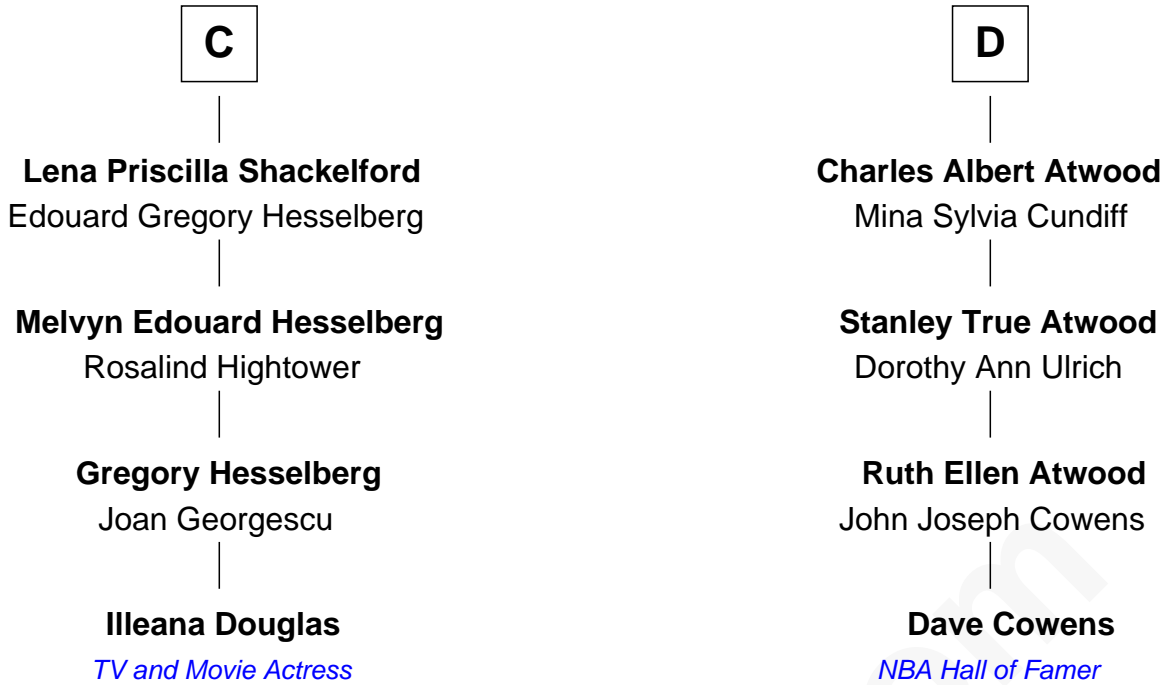 C
Lena Priscilla Shackelford
Edouard Gregory Hesselberg
Melvyn Edouard Hesselberg
Rosalind Hightower
Gregory Hesselberg
Joan Georgescu
Illeana Douglas
TV and Movie Actress
D
Charles Albert Atwood
Mina Sylvia Cundiff
Stanley True Atwood
Dorothy Ann Ulrich
Ruth Ellen Atwood
John Joseph Cowens
Dave Cowens
NBA Hall of Famer